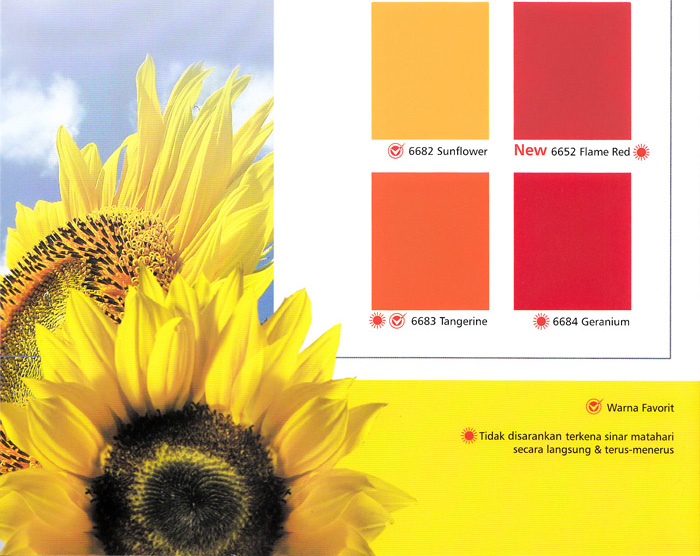 6682 Sunflower
New 6652 Flame Red
6683 Tangerine
6684 Geranium
Warna Favorit
Tidak disarankan terkena sinar matahari
secara langsung & terus-menerus